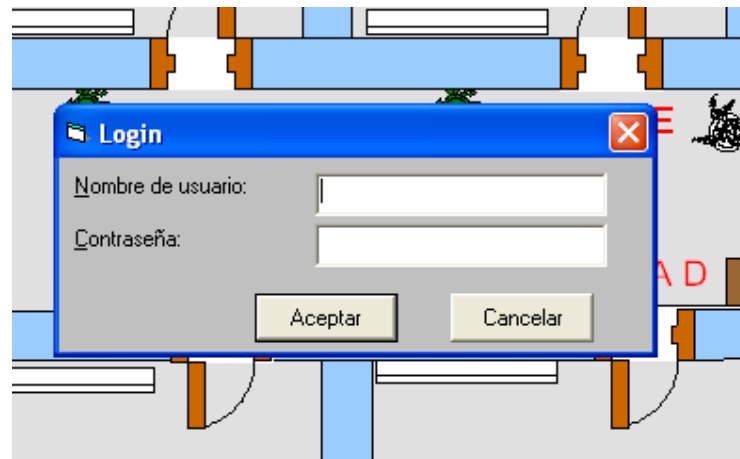 Login
E
Nombre de usuario:
Contraseña:
A D
Aceptar
Cancelar